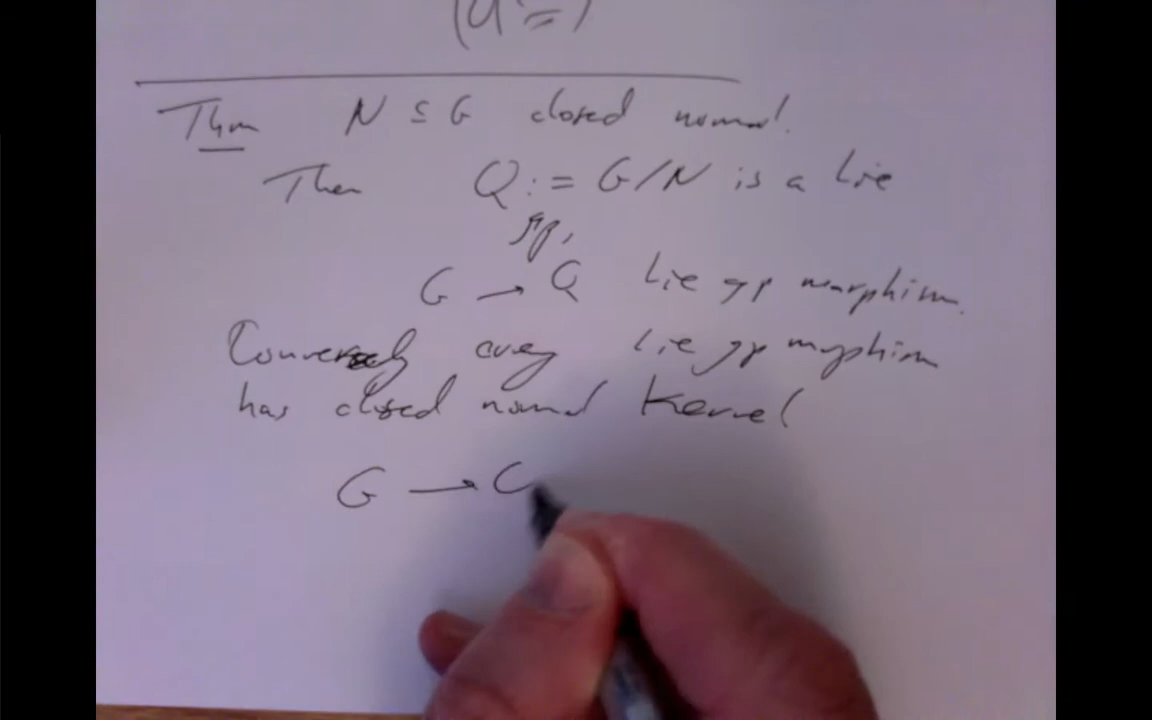 Thm N ⊆ G closed normal.
Then Q := G/N is a Lie
gp,
G → Q Lie gp morphism.
Conversely every Lie gp morphism
has closed normal Kernel
G →